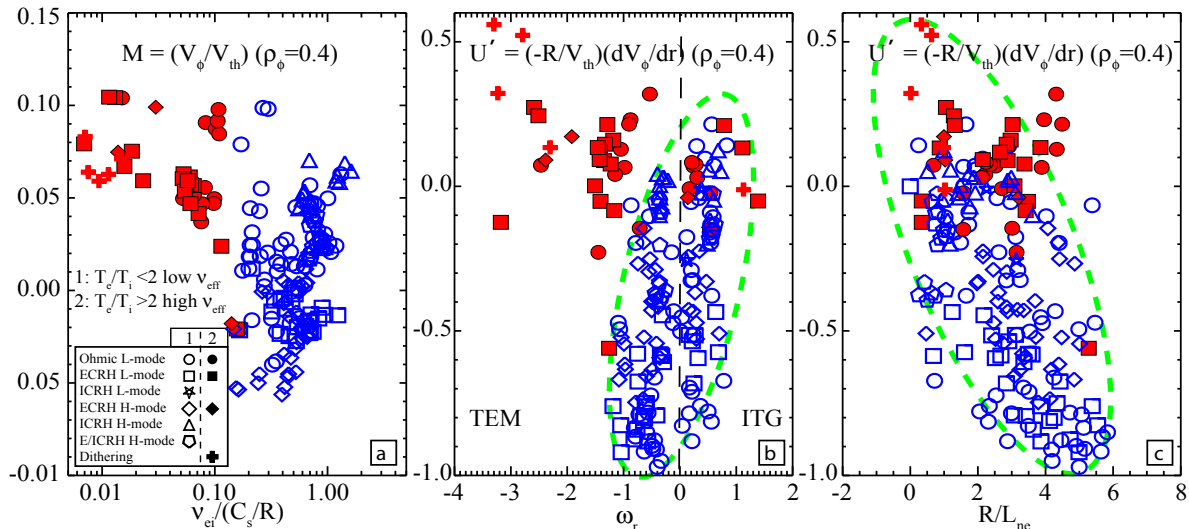 M = (V_ϕ/V_th) (ρ_ϕ=0.4)
0.15
0.10
0.05
0.00
0.05
-0.01
1: T_e/T_i <2 low ν_eff
2: T_e/T_i >2 high ν_eff
1 2
Ohmic L-mode
ECRH L-mode
ICRH L-mode
ECRH H-mode
ICRH H-mode
E/ICRH H-mode
Dithering
a
0.01 0.10 1.00
ν_ei/(C_s/R)
U´ = (-R/V_th)(dV_ϕ/dr) (ρ_ϕ=0.4)
0.5
0.0
-0.5
-1.0
TEM
ITG
b
-4 -3 -2 -1 0 1 2
ω_r
U´ = (-R/V_th)(dV_ϕ/dr) (ρ_ϕ=0.4)
0.5
0.0
-0.5
-1.0
c
-2 0 2 4 6 8
R/L_ne